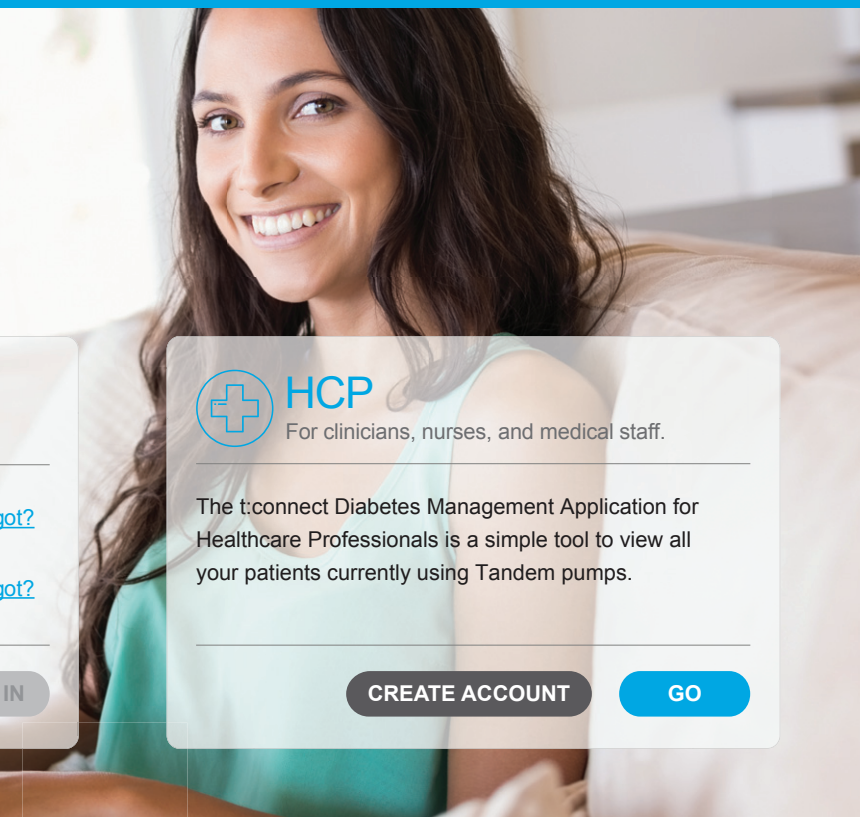 HCP
For clinicians, nurses, and medical staff.
The t:connect Diabetes Management Application for
Healthcare Professionals is a simple tool to view all
your patients currently using Tandem pumps.
got?
got?
IN
CREATE ACCOUNT
GO